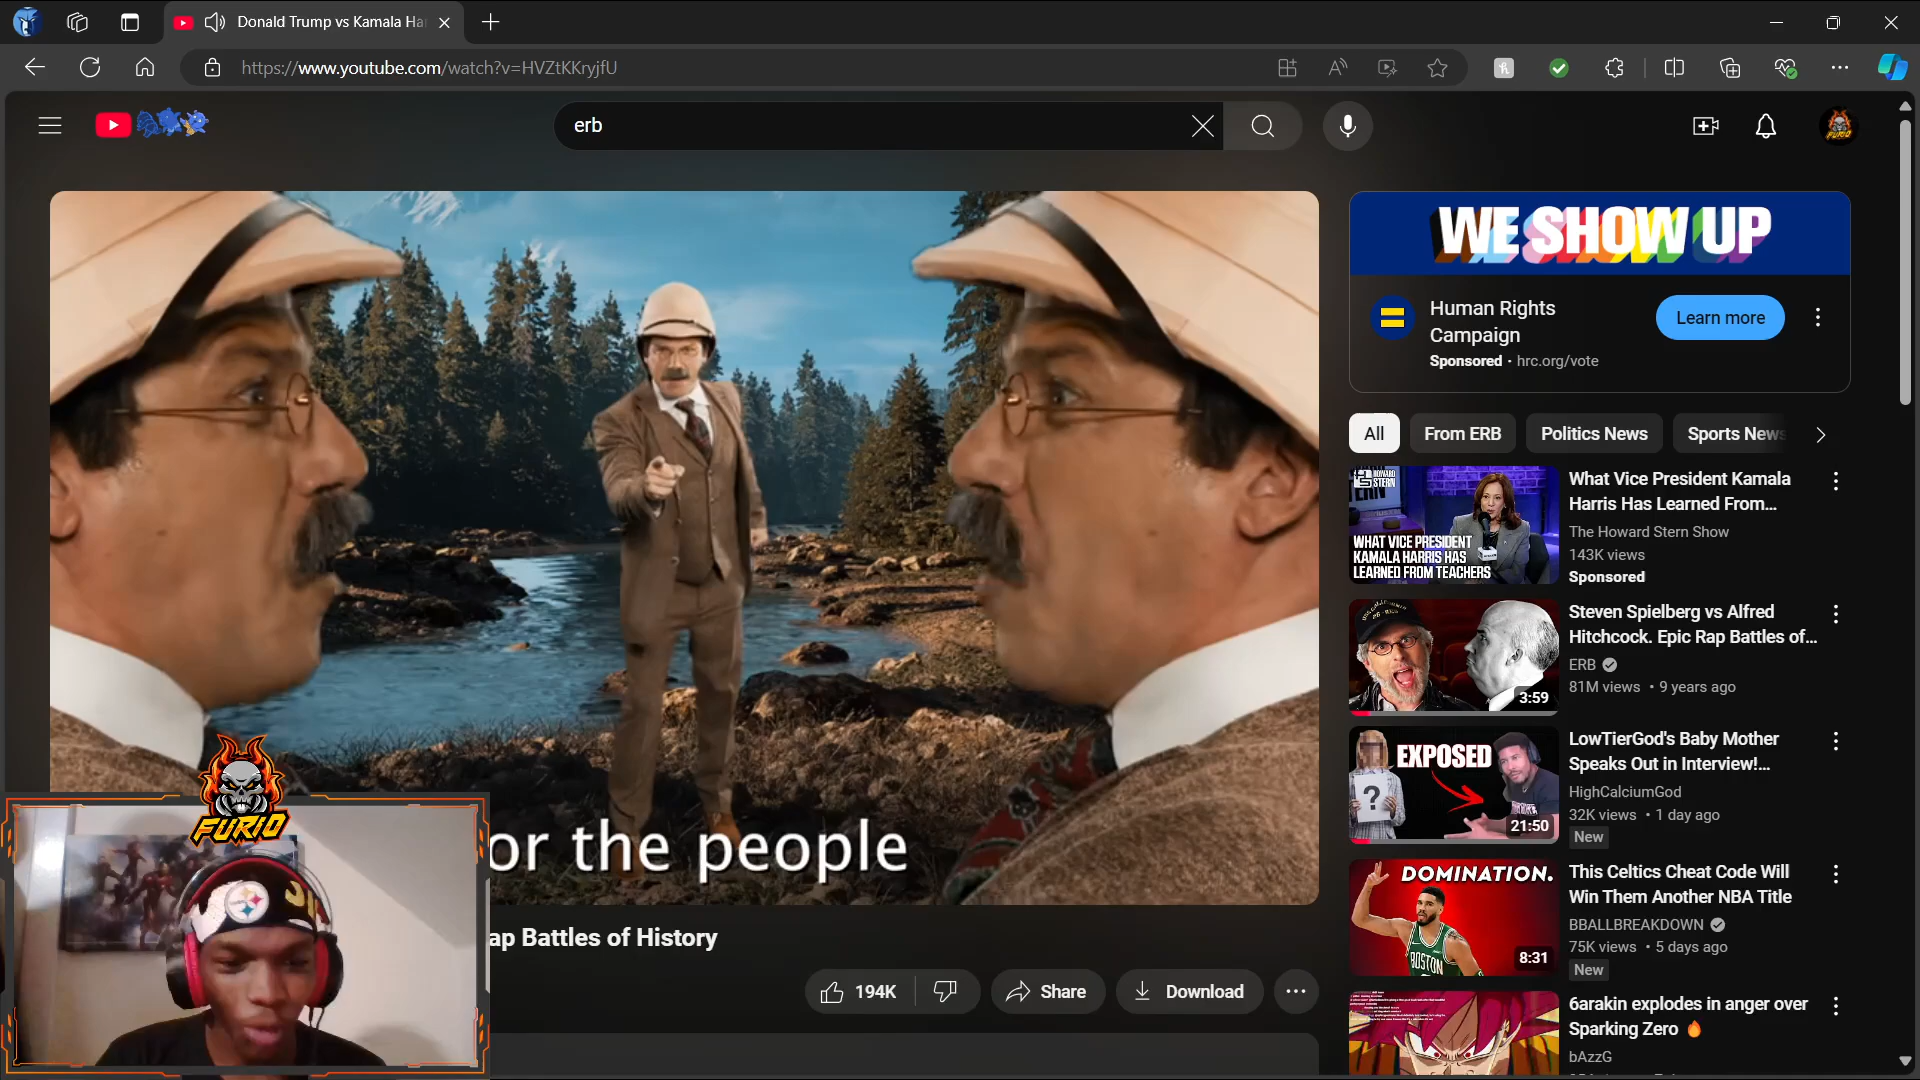 Donald Trump vs Kamala Ha
https://www.youtube.com/watch?v=HVZtKKryjfU
erb
WE SHOW UP
Human Rights
Campaign
Sponsored · hrc.org/vote
Learn more
All
From ERB
Politics News
Sports News
HOWARD
STERN
WHAT VICE PRESIDENT
KAMALA HARRIS HAS
LEARNED FROM TEACHERS
What Vice President Kamala
Harris Has Learned From...
The Howard Stern Show
143K views
Sponsored
3:59
Steven Spielberg vs Alfred
Hitchcock. Epic Rap Battles of...
ERB
81M views · 9 years ago
EXPOSED
?
21:50
LowTierGod's Baby Mother
Speaks Out in Interview!...
HighCalciumGod
32K views · 1 day ago
New
DOMINATION.
BOSTON
8:31
This Celtics Cheat Code Will
Win Them Another NBA Title
BBALLBREAKDOWN
75K views · 5 days ago
New
6arakin explodes in anger over
Sparking Zero 🔥
bAzzG
or the people
FURIO
Steelers
ap Battles of History
194K
Share
Download